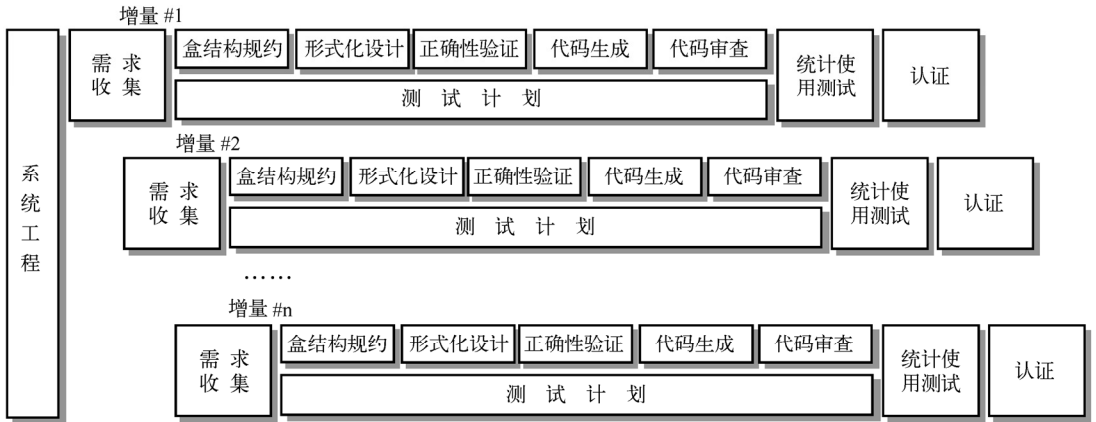 系统工程
增量 #1
需 求
收 集
盒结构规约
形式化设计
正确性验证
代码生成
代码审查
测 试 计 划
统计使
用测试
认证
增量 #2
需 求
收 集
盒结构规约
形式化设计
正确性验证
代码生成
代码审查
测 试 计 划
统计使
用测试
认证
……
增量 #n
需 求
收 集
盒结构规约
形式化设计
正确性验证
代码生成
代码审查
测 试 计 划
统计使
用测试
认证